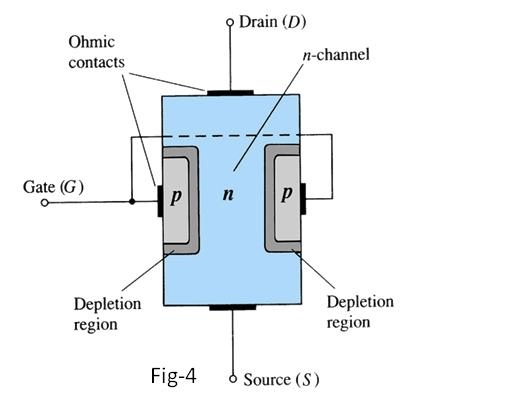 Drain (D)
Ohmic
contacts
n-channel
Gate (G)
p
n
p
Depletion
region
Depletion
region
Fig-4
Source (S)